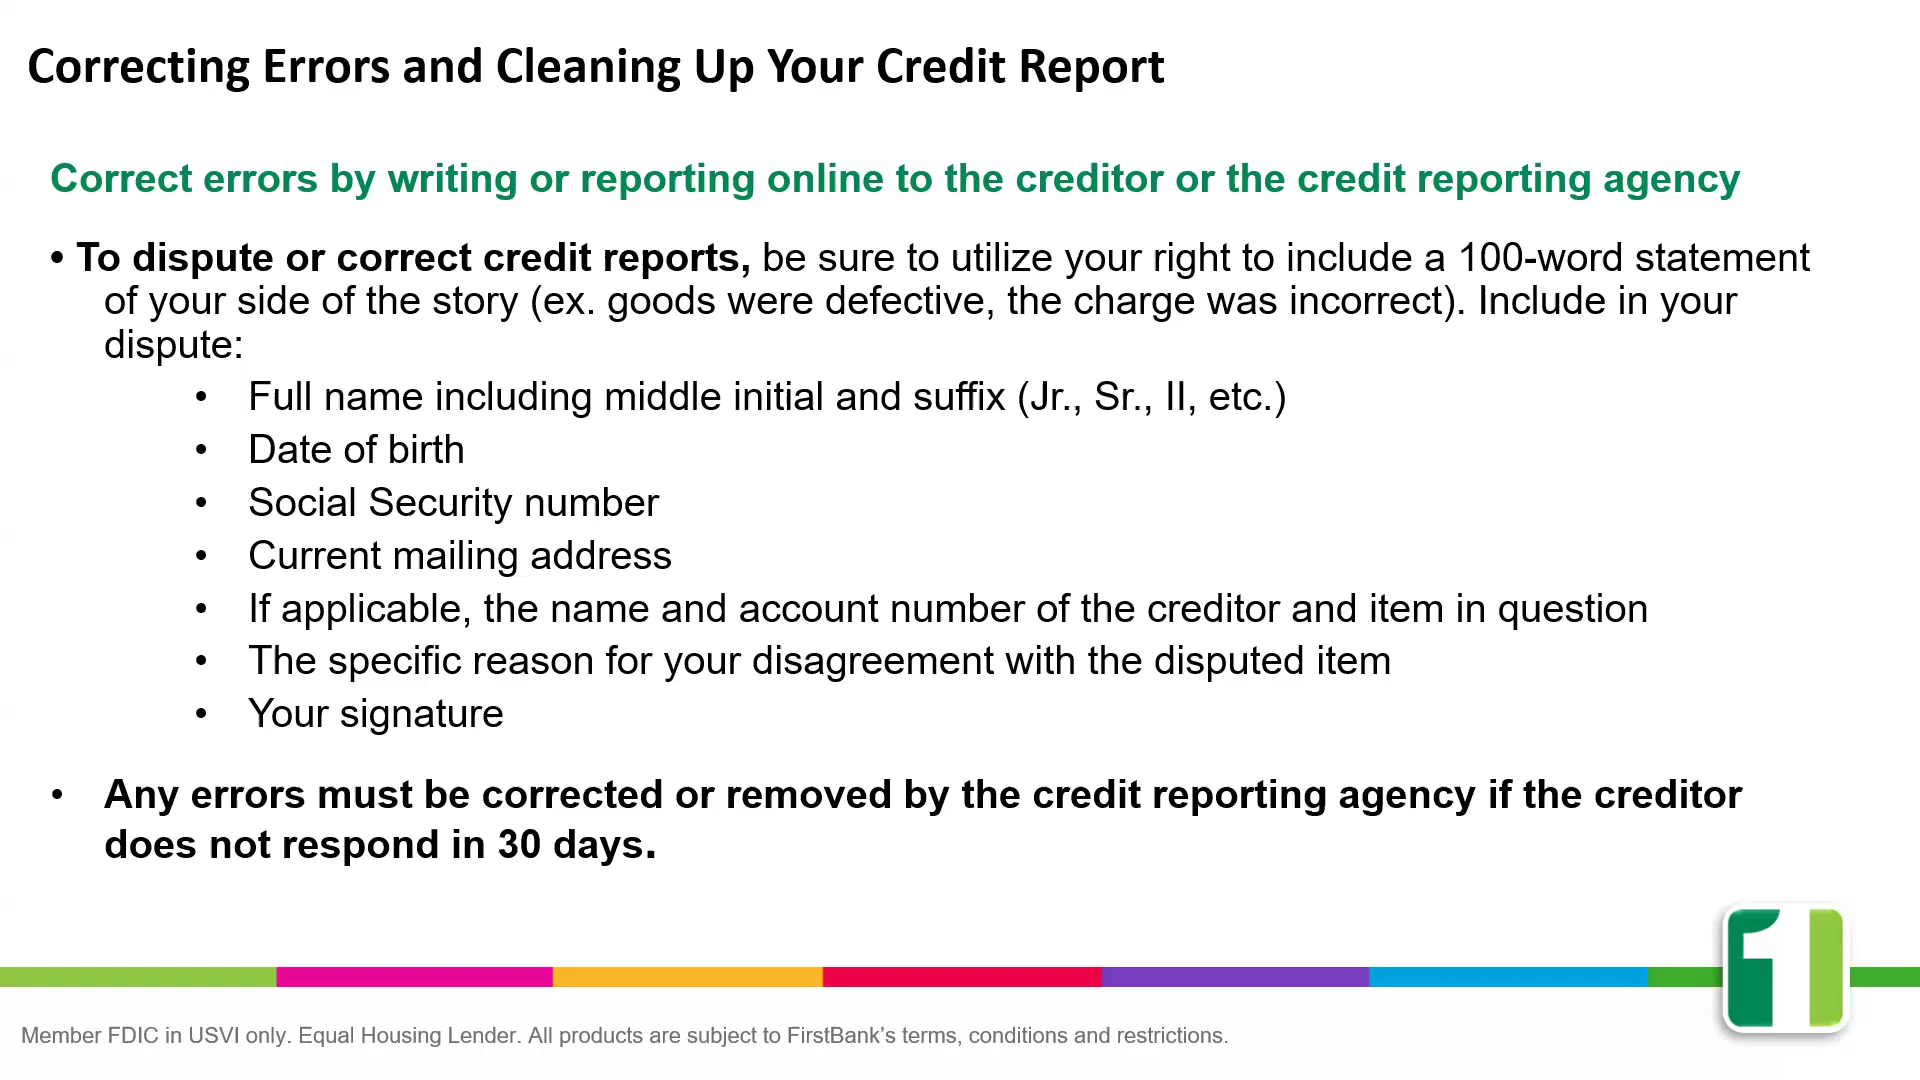 Correcting Errors and Cleaning Up Your Credit Report
Correct errors by writing or reporting online to the creditor or the credit reporting agency
• To dispute or correct credit reports, be sure to utilize your right to include a 100-word statement
of your side of the story (ex. goods were defective, the charge was incorrect). Include in your
dispute:
• Full name including middle initial and suffix (Jr., Sr., II, etc.)
• Date of birth
• Social Security number
• Current mailing address
• If applicable, the name and account number of the creditor and item in question
• The specific reason for your disagreement with the disputed item
• Your signature
• Any errors must be corrected or removed by the credit reporting agency if the creditor
does not respond in 30 days.
1
Member FDIC in USVI only. Equal Housing Lender. All products are subject to FirstBank’s terms, conditions and restrictions.